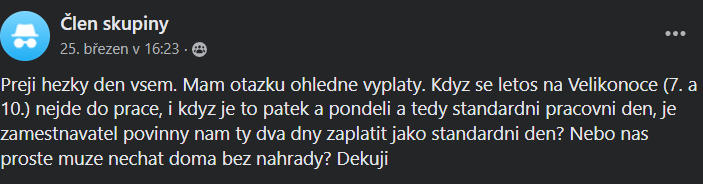 Člen skupiny
25. březen v 16:23 ·
Preji hezky den vsem. Mam otazku ohledne vyplaty. Kdyz se letos na Velikonoce (7. a
10.) nejde do prace, i kdyz je to patek a pondeli a tedy standardni pracovni den, je
zamestnavatel povinny nam ty dva dny zaplatit jako standardni den? Nebo nas
proste muze nechat doma bez nahrady? Dekuji